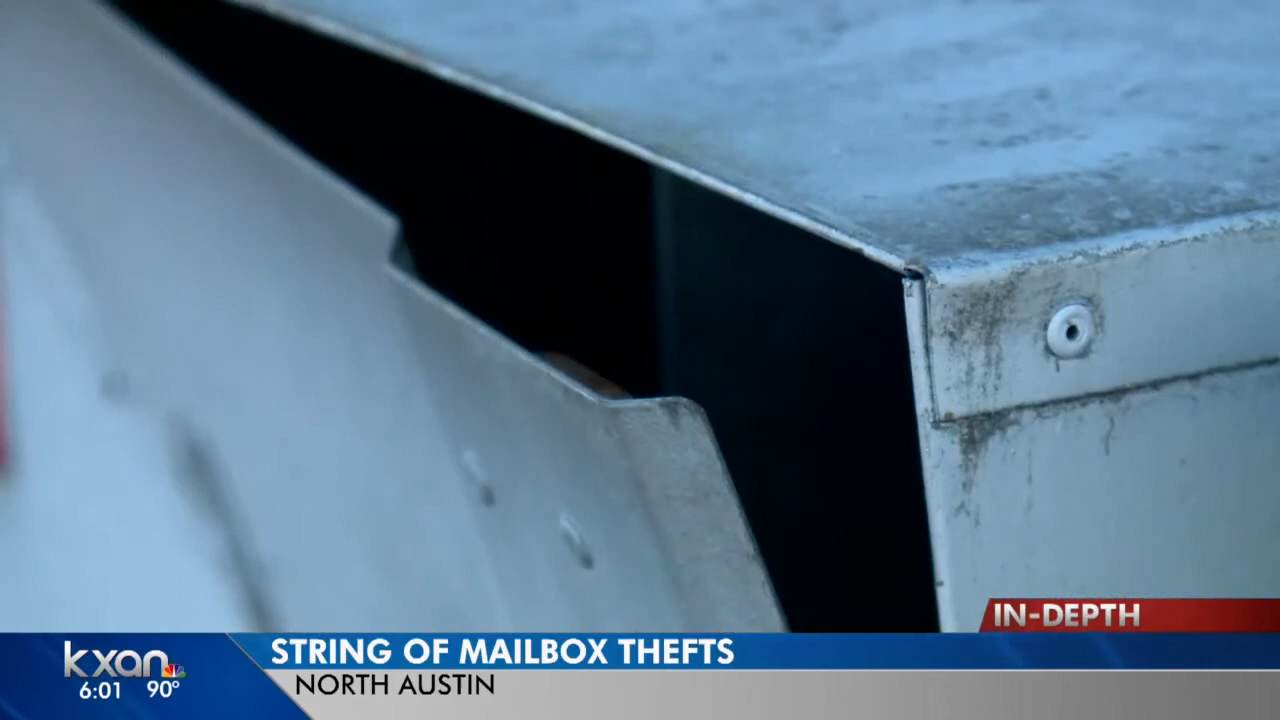 IN-DEPTH
STRING OF MAILBOX THEFTS
NORTH AUSTIN
kxan
6:01 90°